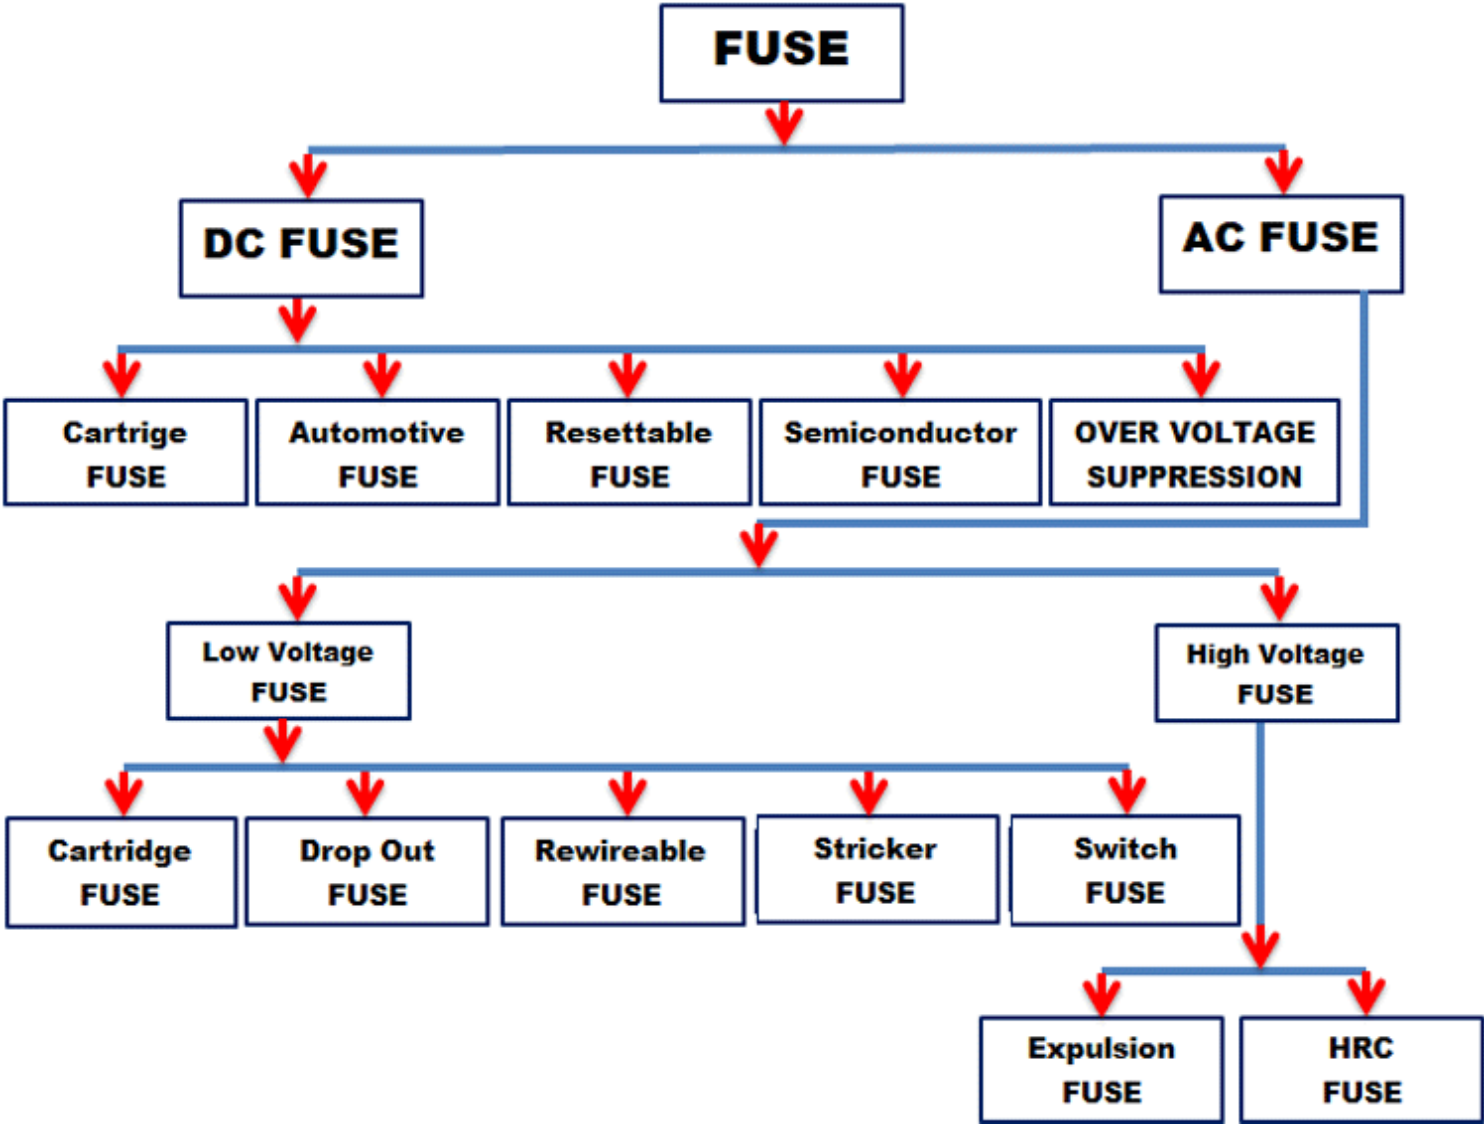 FUSE
DC FUSE
AC FUSE
Cartrige
FUSE
Automotive
FUSE
Resettable
FUSE
Semiconductor
FUSE
OVER VOLTAGE
SUPPRESSION
Low Voltage
FUSE
High Voltage
FUSE
Cartridge
FUSE
Drop Out
FUSE
Rewireable
FUSE
Stricker
FUSE
Switch
FUSE
Expulsion
FUSE
HRC
FUSE